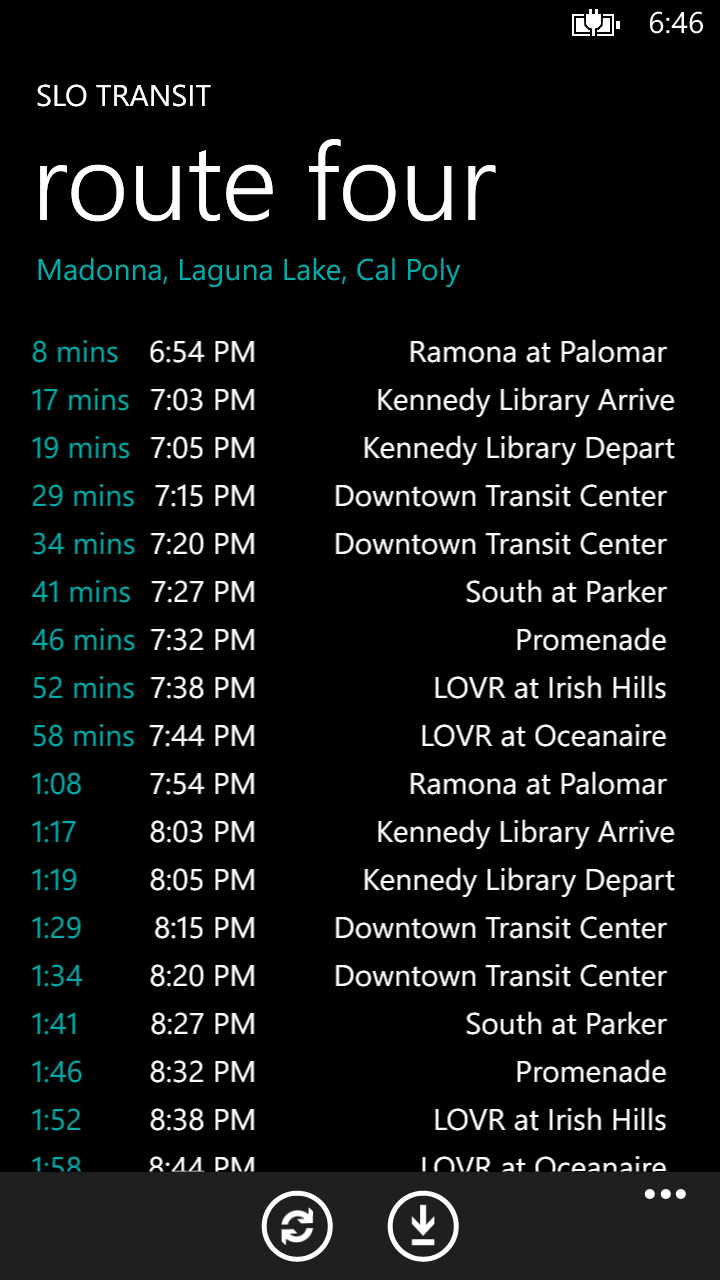 6:46
SLO TRANSIT
route four
Madonna, Laguna Lake, Cal Poly
8 mins 6:54 PM Ramona at Palomar
17 mins 7:03 PM Kennedy Library Arrive
19 mins 7:05 PM Kennedy Library Depart
29 mins 7:15 PM Downtown Transit Center
34 mins 7:20 PM Downtown Transit Center
41 mins 7:27 PM South at Parker
46 mins 7:32 PM Promenade
52 mins 7:38 PM LOVR at Irish Hills
58 mins 7:44 PM LOVR at Oceanaire
1:08 7:54 PM Ramona at Palomar
1:17 8:03 PM Kennedy Library Arrive
1:19 8:05 PM Kennedy Library Depart
1:29 8:15 PM Downtown Transit Center
1:34 8:20 PM Downtown Transit Center
1:41 8:27 PM South at Parker
1:46 8:32 PM Promenade
1:52 8:38 PM LOVR at Irish Hills
1:58 8:44 PM LOVR at Oceanaire